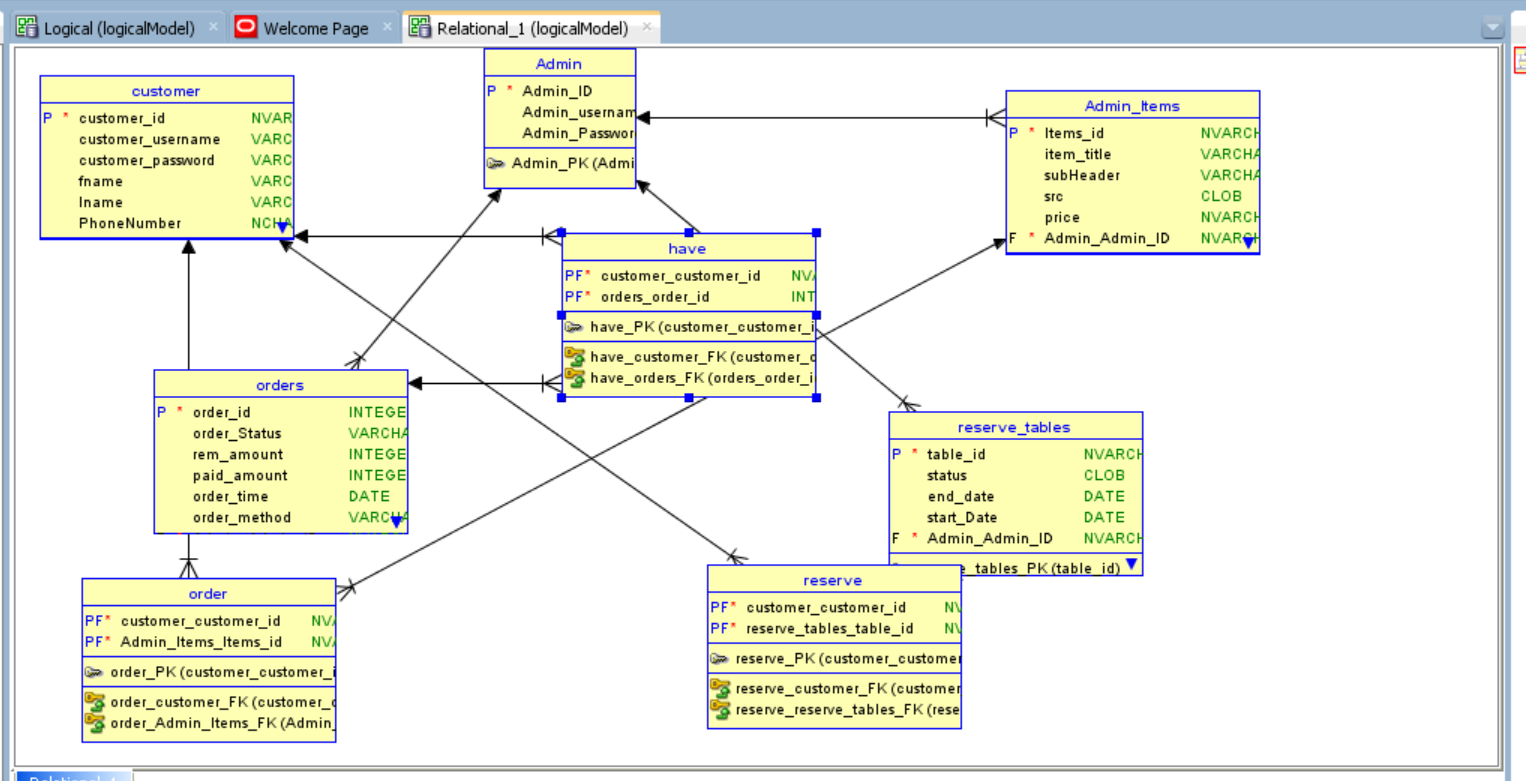 Logical (logicalModel)
Welcome Page
Relational_1 (logicalModel)
customer
P * customer_id NVAR
customer_username VARC
customer_password VARC
fname VARC
lname VARC
PhoneNumber NCHA
Admin
P * Admin_ID
Admin_usernam
Admin_Passwor
Admin_PK (Admi
Admin_Items
P * Items_id NVARCH
item_title VARCHA
subHeader VARCHA
src CLOB
price NVARCH
F * Admin_Admin_ID NVARCH
have
PF* customer_customer_id NVA
PF* orders_order_id INT
have_PK (customer_customer_i
have_customer_FK (customer_c
have_orders_FK (orders_order_i
orders
P * order_id INTEGE
order_Status VARCHA
rem_amount INTEGE
paid_amount INTEGE
order_time DATE
order_method VARCHA
reserve_tables
P * table_id NVARCH
status CLOB
end_date DATE
start_Date DATE
F * Admin_Admin_ID NVARCH
e_tables_PK (table_id)
order
PF* customer_customer_id NVA
PF* Admin_Items_Items_id NVA
order_PK (customer_customer_i
order_customer_FK (customer_c
order_Admin_Items_FK (Admin_
reserve
PF* customer_customer_id NV
PF* reserve_tables_table_id NV
reserve_PK (customer_customer
reserve_customer_FK (customer
reserve_reserve_tables_FK (rese